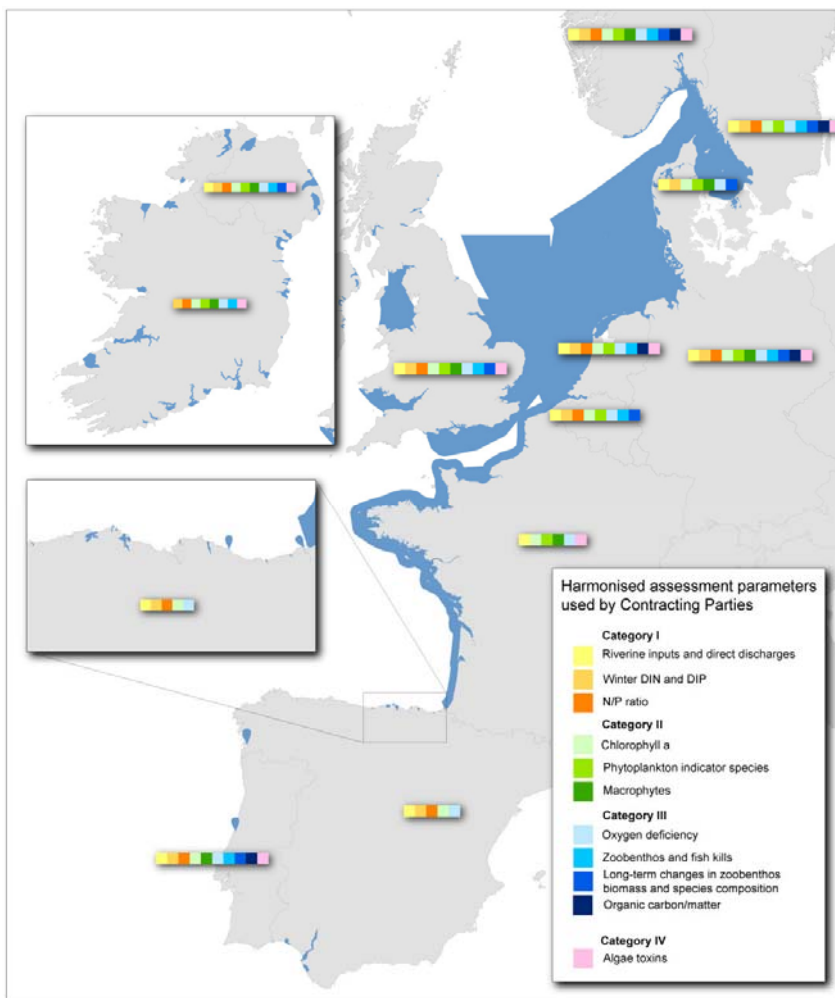 Harmonised assessment parameters
used by Contracting Parties
Category I
Riverine inputs and direct discharges
Winter DIN and DIP
N/P ratio
Category II
Chlorophyll a
Phytoplankton indicator species
Macrophytes
Category III
Oxygen deficiency
Zoobenthos and fish kills
Long-term changes in zoobenthos
biomass and species composition
Organic carbon/matter
Category IV
Algae toxins